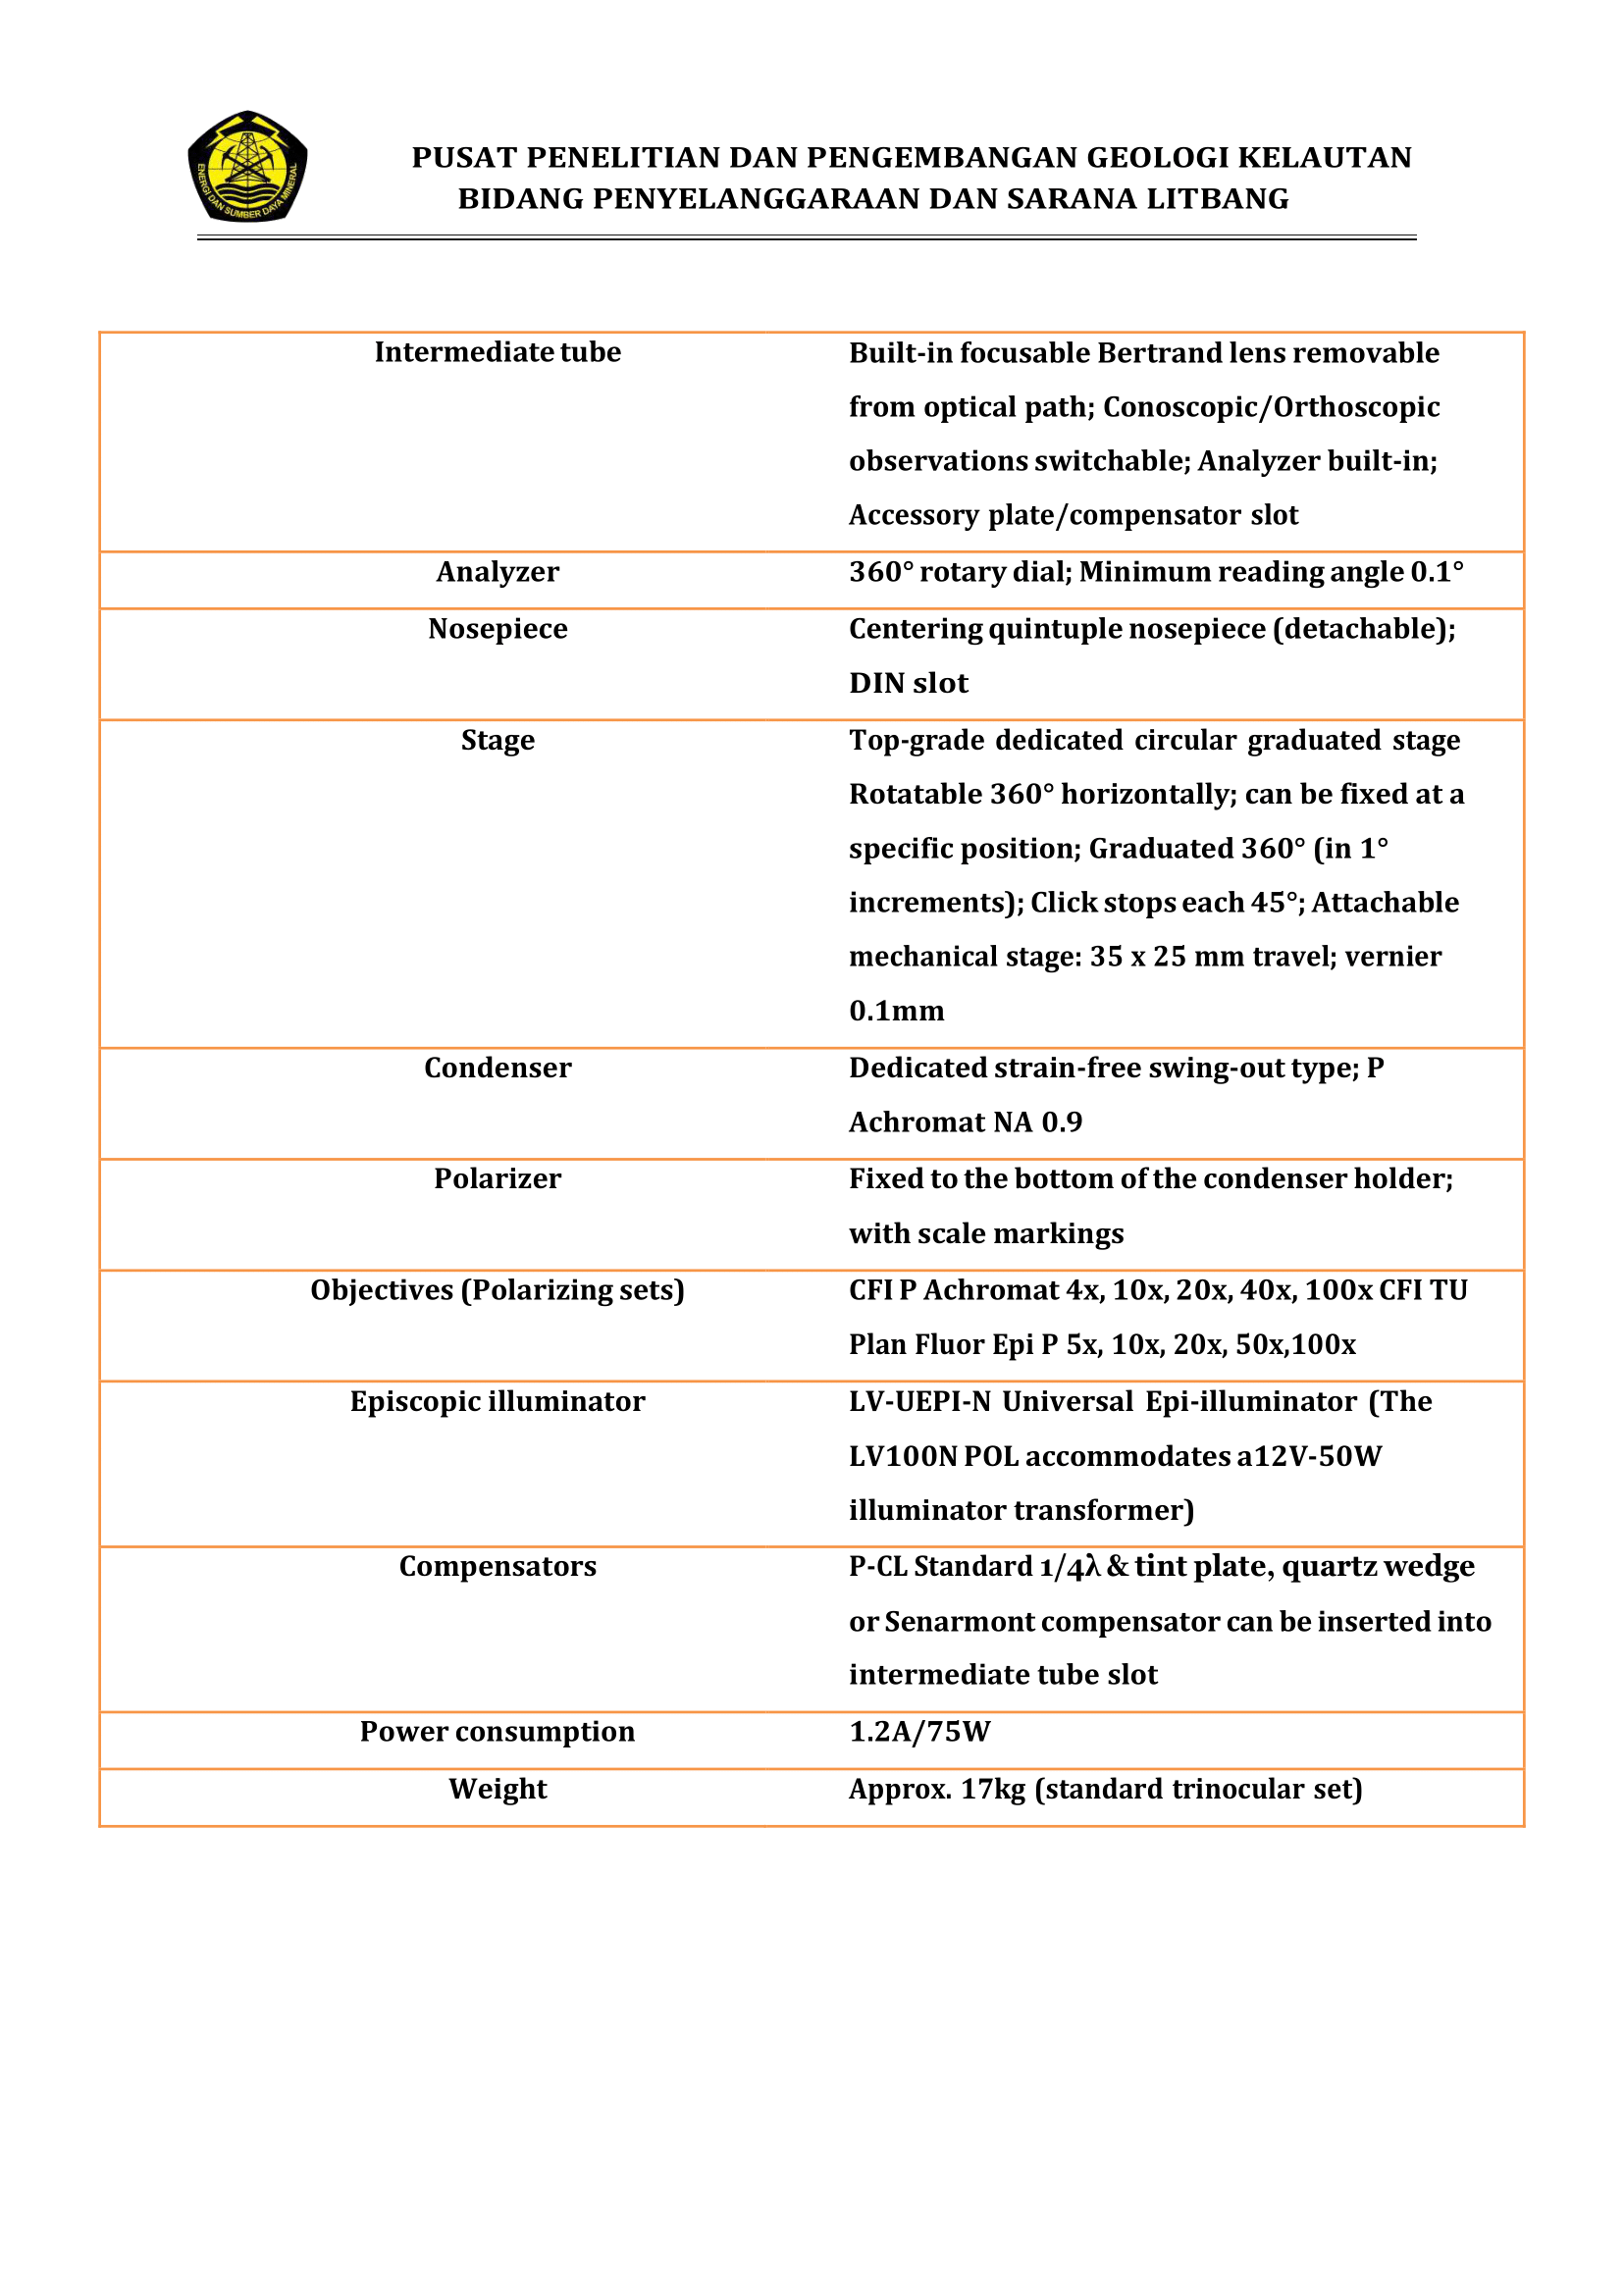 ENERGI DAN SUMBER DAYA MINERAL
PUSAT PENELITIAN DAN PENGEMBANGAN GEOLOGI KELAUTAN
BIDANG PENYELANGGARAAN DAN SARANA LITBANG
Intermediate tube
Built-in focusable Bertrand lens removable
from optical path; Conoscopic/Orthoscopic
observations switchable; Analyzer built-in;
Accessory plate/compensator slot
Analyzer
360° rotary dial; Minimum reading angle 0.1°
Nosepiece
Centering quintuple nosepiece (detachable);
DIN slot
Stage
Top-grade dedicated circular graduated stage
Rotatable 360° horizontally; can be fixed at a
specific position; Graduated 360° (in 1°
increments); Click stops each 45°; Attachable
mechanical stage: 35 x 25 mm travel; vernier
0.1mm
Condenser
Dedicated strain-free swing-out type; P
Achromat NA 0.9
Polarizer
Fixed to the bottom of the condenser holder;
with scale markings
Objectives (Polarizing sets)
CFI P Achromat 4x, 10x, 20x, 40x, 100x CFI TU
Plan Fluor Epi P 5x, 10x, 20x, 50x,100x
Episcopic illuminator
LV-UEPI-N Universal Epi-illuminator (The
LV100N POL accommodates a12V-50W
illuminator transformer)
Compensators
P-CL Standard 1/4λ & tint plate, quartz wedge
or Senarmont compensator can be inserted into
intermediate tube slot
Power consumption
1.2A/75W
Weight
Approx. 17kg (standard trinocular set)